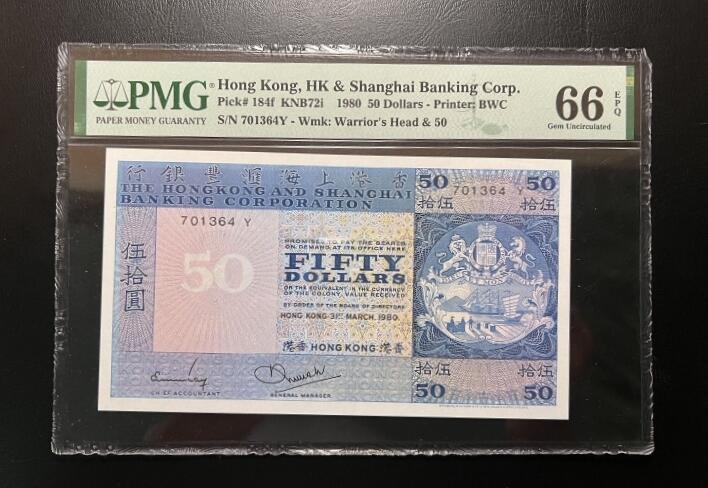 PMG
PAPER MONEY GUARANTY
Hong Kong, HK & Shanghai Banking Corp.
Pick# 184f KNB72i 1980 50 Dollars - Printer: BWC
S/N 701364Y - Wmk: Warrior's Head & 50
66 EPQ
Gem Uncirculated
行銀豐滙海上港香
THE HONGKONG AND SHANGHAI
BANKING CORPORATION
701364 Y
50 50
701364 Y
拾伍 拾伍
伍拾圓
50
PROMISES TO PAY THE BEARER
ON DEMAND AT ITS OFFICE HERE
FIFTY
DOLLARS
OR THE EQUIVALENT IN THE CURRENCY
OF THE COLONY, VALUE RECEIVED
BY ORDER OF THE BOARD OF DIRECTORS
HONG KONG 31ST MARCH, 1980.
港香 HONG KONG 港香
CHIEF ACCOUNTANT
GENERAL MANAGER
拾伍 拾伍
50 50